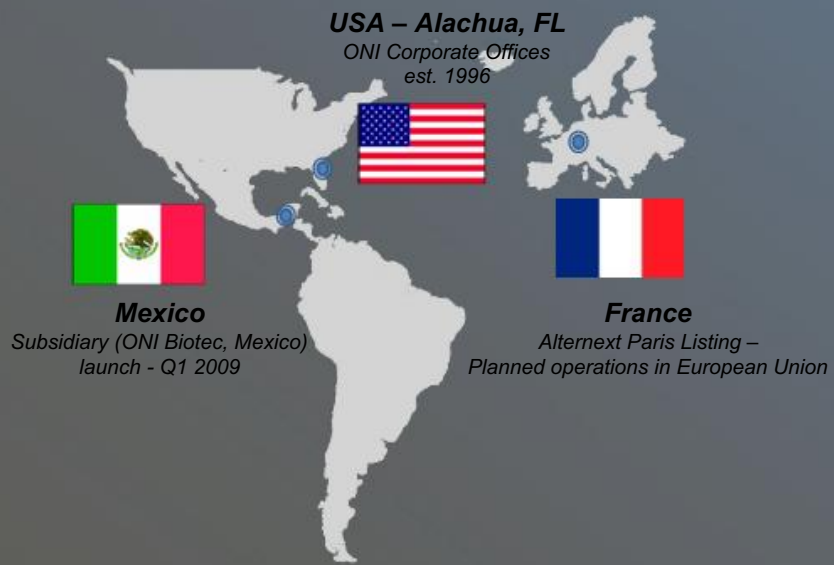 USA – Alachua, FL
ONI Corporate Offices
est. 1996
Mexico
Subsidiary (ONI Biotec, Mexico)
launch - Q1 2009
France
Alternext Paris Listing –
Planned operations in European Union